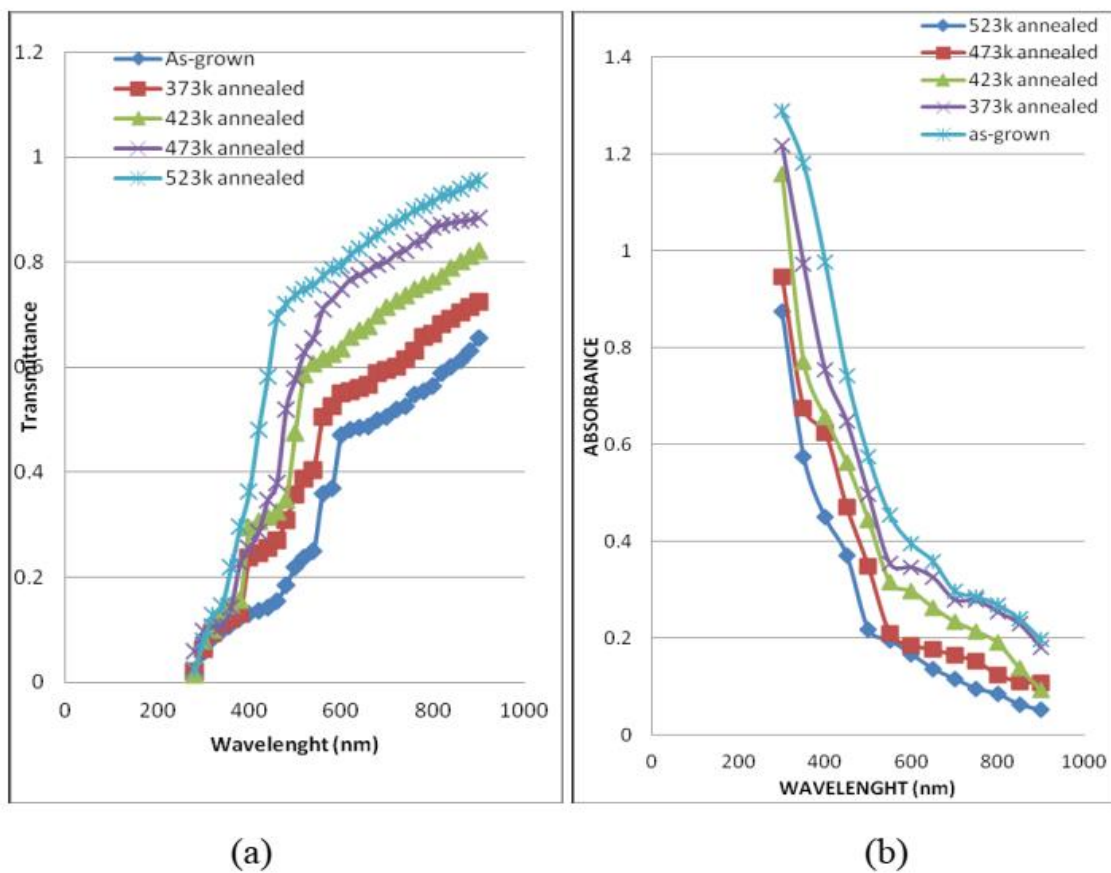 1.2
1
0.8
0.6
0.4
0.2
0
Transmittance
As-grown
373k annealed
423k annealed
473k annealed
523k annealed
0
200
400
600
800
1000
Wavelenght (nm)
(a)
523k annealed
473k annealed
423k annealed
373k annealed
as-grown
1.4
1.2
1
0.8
0.6
0.4
0.2
0
ABSORBANCE
0
200
400
600
800
1000
WAVELENGHT (nm)
(b)